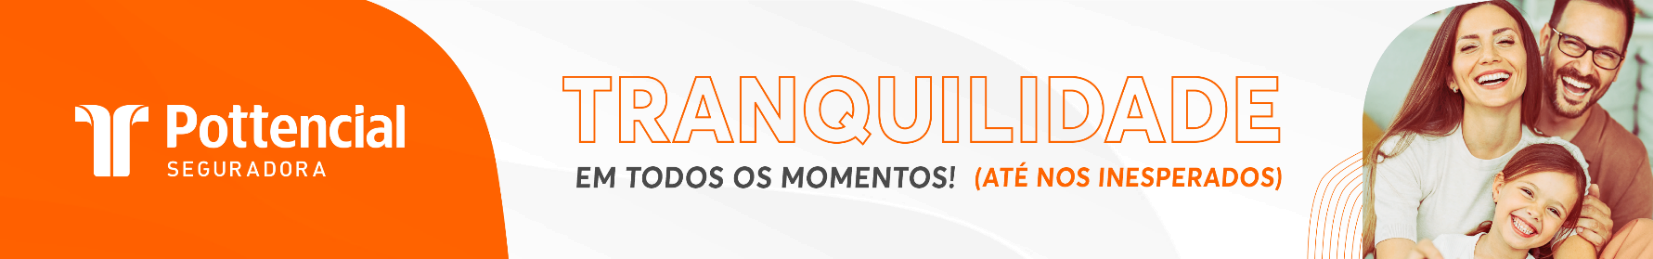 Pottencial
SEGURADORA
TRANQUILIDADE
EM TODOS OS MOMENTOS! (ATÉ NOS INESPERADOS)